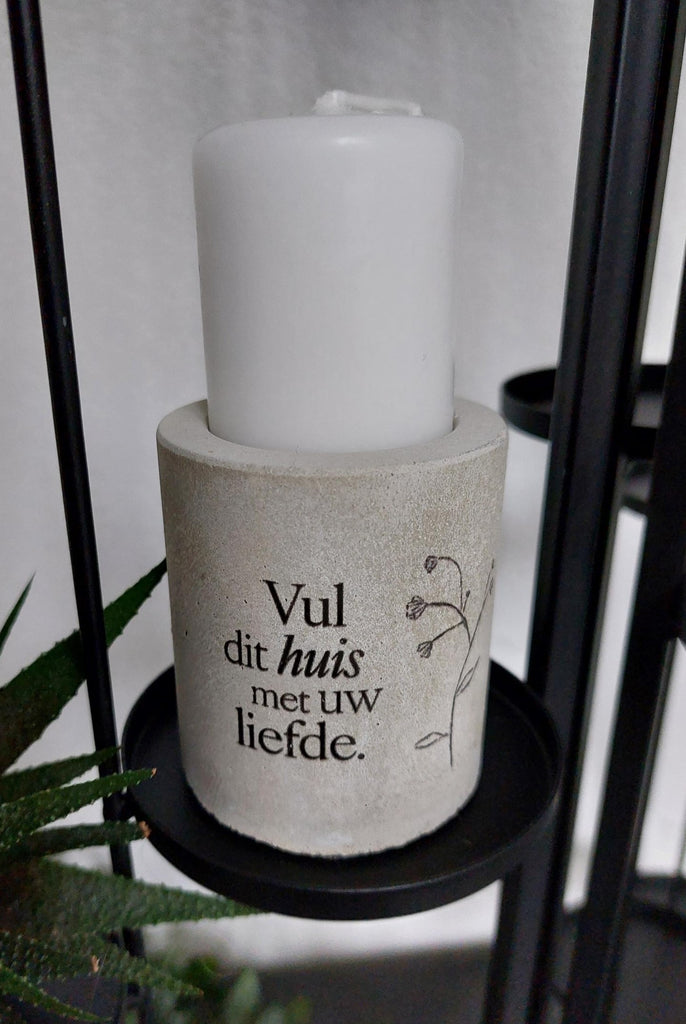 Vul
dit huis
met uw
liefde.